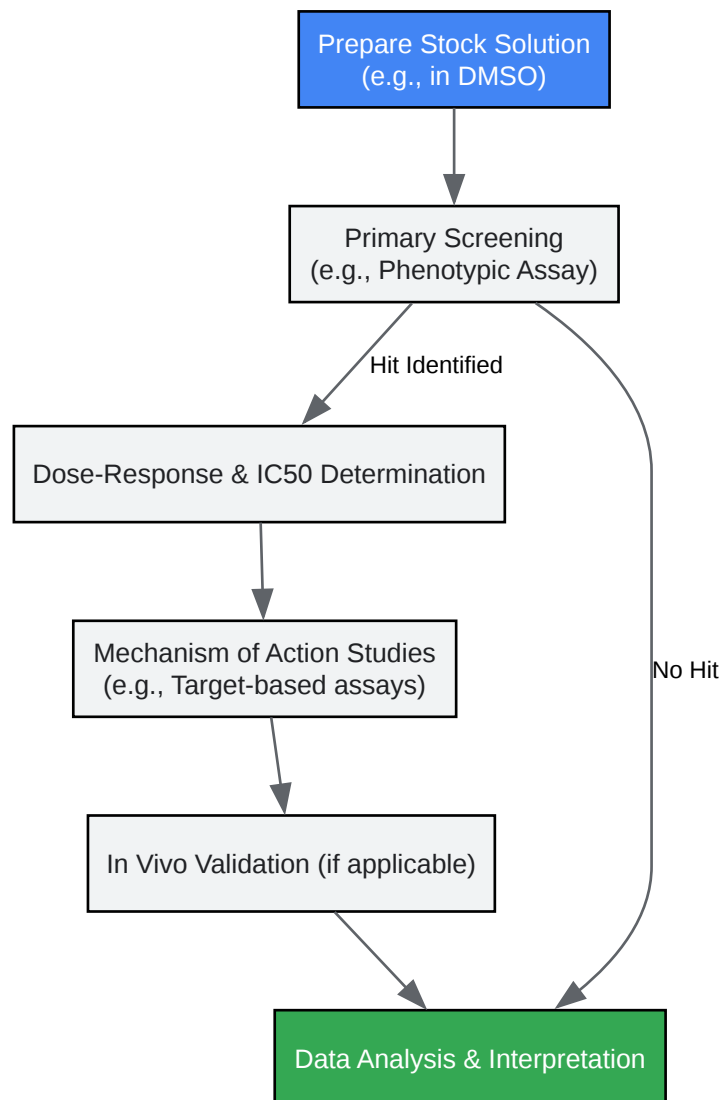 Prepare Stock Solution
(e.g., in DMSO)
Primary Screening
(e.g., Phenotypic Assay)
Hit Identified
Dose-Response & IC50 Determination
Mechanism of Action Studies
(e.g., Target-based assays)
No Hit
In Vivo Validation (if applicable)
Data Analysis & Interpretation